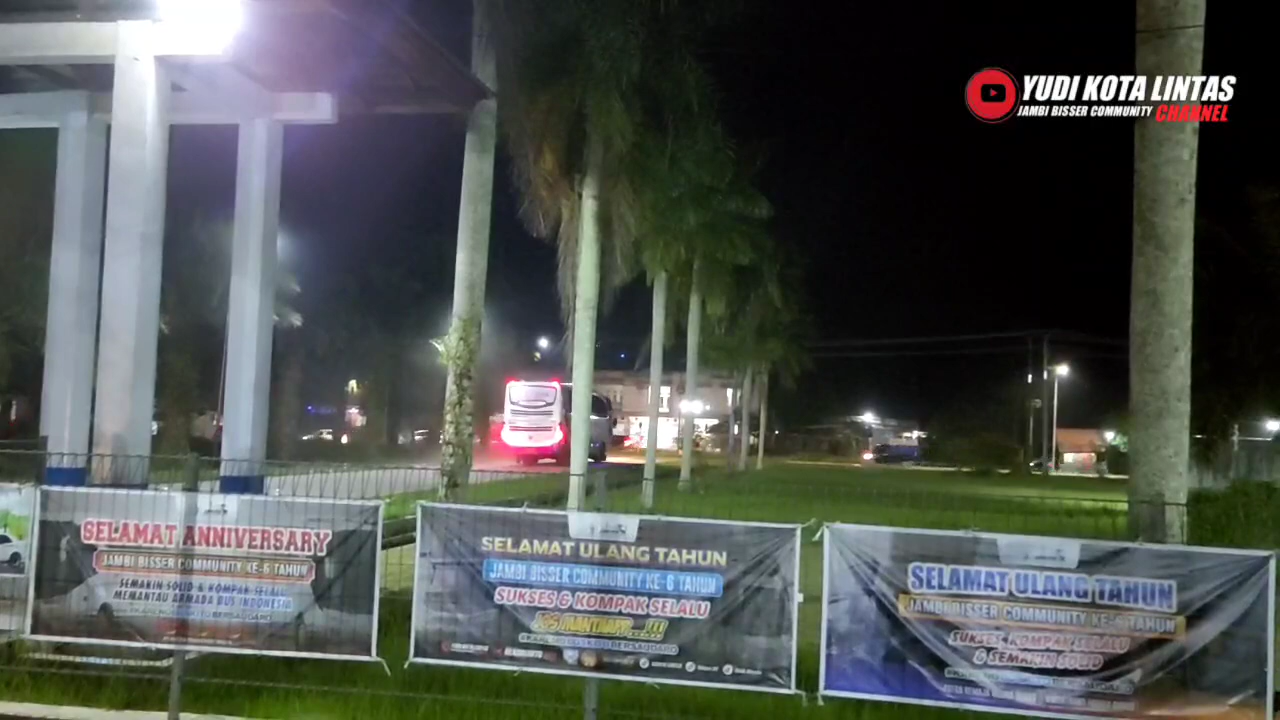 YUDI KOTA LINTAS
JAMBI BISSER COMMUNITY CHANNEL
SELAMAT ANNIVERSARY
JAMBI BISSER COMMUNITY KE-6 TAHUN
SEMAKIN SOLID & KOMPAK SELALU
MEMANTAU ARMADA BUS INDONESIA
SELAMAT ULANG TAHUN
JAMBI BISSER COMMUNITY KE-6 TAHUN
SUKSES & KOMPAK SELALU
SELAMAT ULANG TAHUN
JAMBI BISSER COMMUNITY KE-6 TAHUN
SUKSES, KOMPAK SELALU
& SEMAKIN SOLID